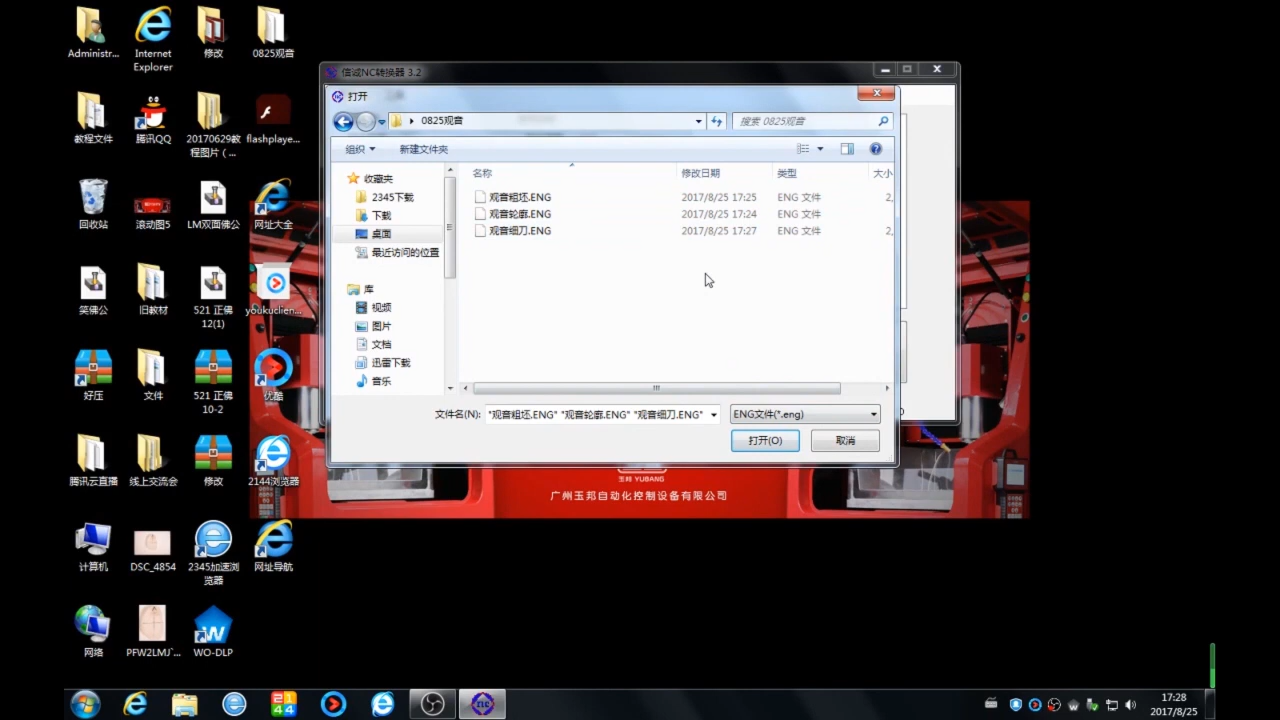 Administr...
Internet Explorer
修改
0825观音
教程文件
腾讯QQ
20170629教程图片（...
flashplaye...
回收站
滚动图5
LM双面佛公
网址大全
笑佛公
旧教材
521 正佛 12(1)
youkuclien...
好压
文件
521 正佛 10-2
优酷
腾讯云直播
线上交流会
修改
2144浏览器
计算机
DSC_4854
2345加速浏览器
网址导航
网络
PFW2LMJ`...
WO-DLP
信诚NC转换器 3.2
打开
0825观音
搜索 0825观音
组织
新建文件夹
收藏夹
2345下载
下载
桌面
最近访问的位置
库
视频
图片
文档
迅雷下载
音乐
名称 修改日期 类型 大小
观音粗坯.ENG 2017/8/25 17:25 ENG 文件 2,
观音轮廓.ENG 2017/8/25 17:24 ENG 文件
观音细刀.ENG 2017/8/25 17:27 ENG 文件 2,
文件名(N): "观音粗坯.ENG" "观音轮廓.ENG" "观音细刀.ENG"
ENG文件(*.eng)
打开(O)
取消
玉邦 YUBANG
广州玉邦自动化控制设备有限公司
17:28
2017/8/25